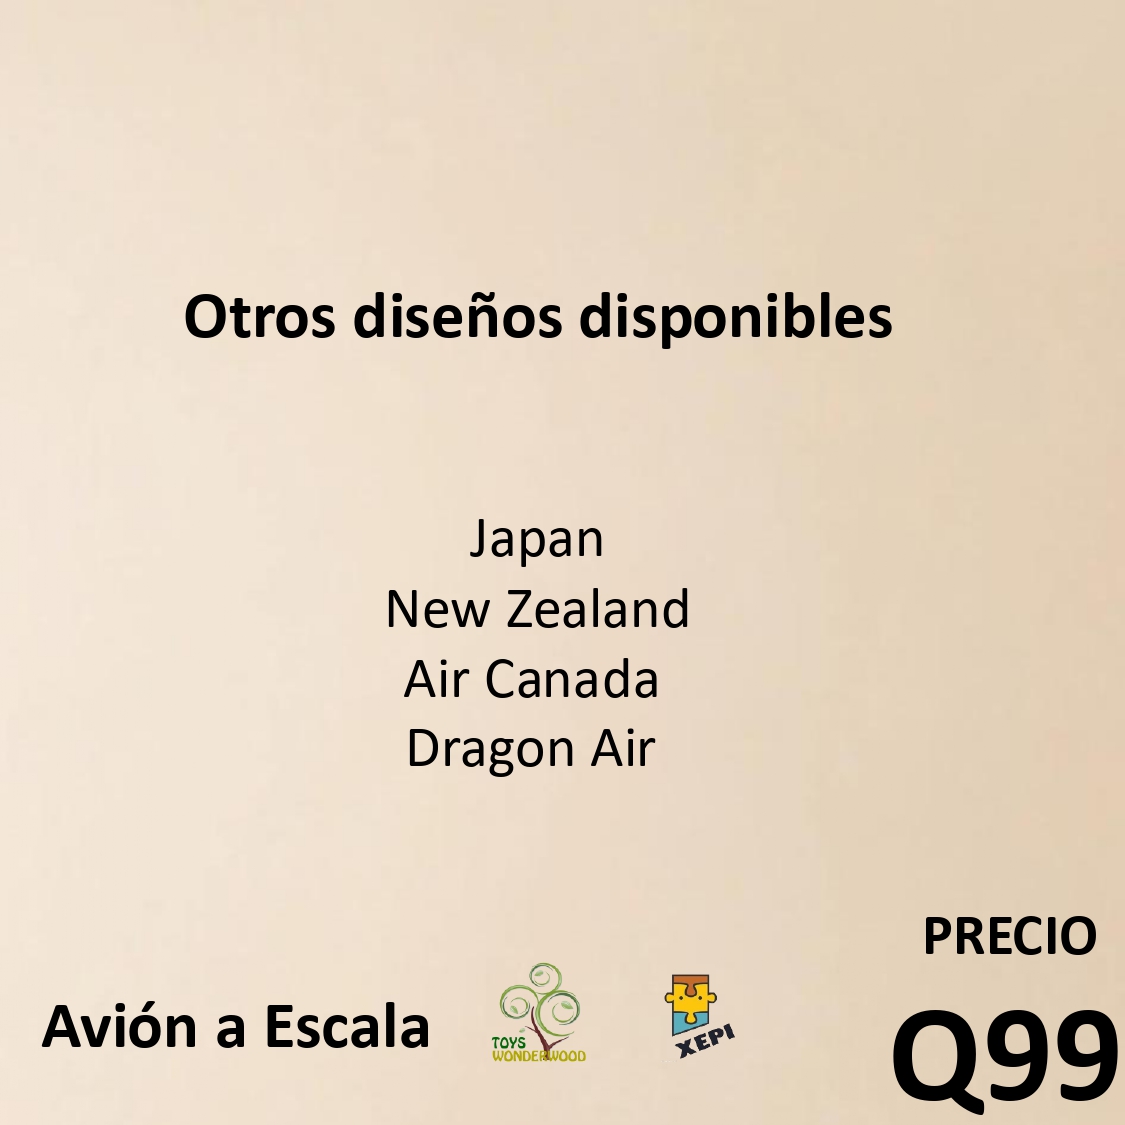 Otros diseños disponibles
Japan
New Zealand
Air Canada
Dragon Air
PRECIO
Avión a Escala
TOYS
WONDERWOOD
XEPI
Q99